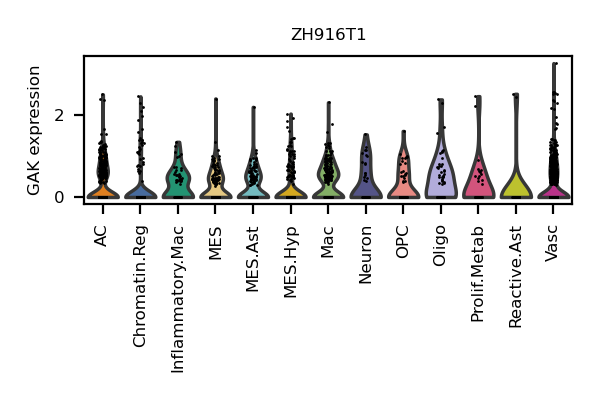 ZH916T1
GAK expression
2
0
AC
Chromatin.Reg
Inflammatory.Mac
MES
MES.Ast
MES.Hyp
Mac
Neuron
OPC
Oligo
Prolif.Metab
Reactive.Ast
Vasc